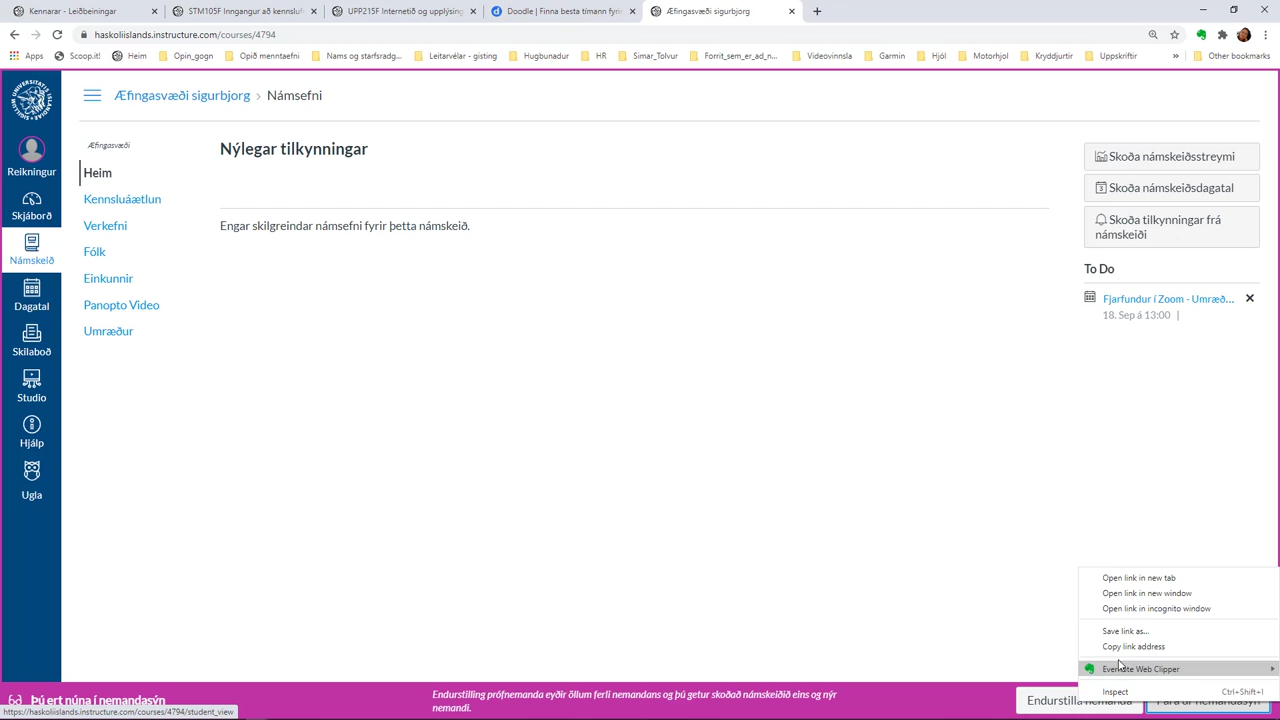 Kennarar - Leiðbeiningar
STM105F Inngangur að kennsluf
UPP215F Internetið og upplýsing
Doodle | Finna besta tímann fyrir
Æfingasvæði sigurbjorg
haskoliislands.instructure.com/courses/4794
Scoop.it!
Heim
Opin_gogn
Opið menntaefni
Nams og starfsradg...
Leitarvélar - gisting
Hugbunadur
HR
Simar_Tolvur
Forrit_sem_er_ad_n...
Videovinnsla
Garmin
Hjól
Motorhjol
Kryddjurtir
Uppskriftir
»
Other bookmarks
Æfingasvæði sigurbjorg › Námsefni
Reikningur
Skjáborð
Námskeið
Dagatal
Skilaboð
Studio
Hjálp
Ugla
Æfingasvæði
Heim
Kennsluáætlun
Verkefni
Fólk
Einkunnir
Panopto Video
Umræður
Nýlegar tilkynningar
Engar skilgreindar námsefni fyrir þetta námskeið.
Skoða námskeiðsstreymi
Skoða námskeiðsdagatal
Skoða tilkynningar frá
námskeiði
To Do
Fjarfundur í Zoom - Umræð...
18. Sep á 13:00 |
Open link in new tab
Open link in new window
Open link in incognito window
Save link as...
Copy link address
Evernote Web Clipper
Inspect Ctrl+Shift+I
Þú ert núna í nemandasýn
Endurstilling prófnemanda eyðir öllum ferli nemandans og þú getur skoðað námskeiðið eins og nýr
nemandi.
Endurstilla nemanda
Fara úr nemandasýn
https://haskoliislands.instructure.com/courses/4794/student_view